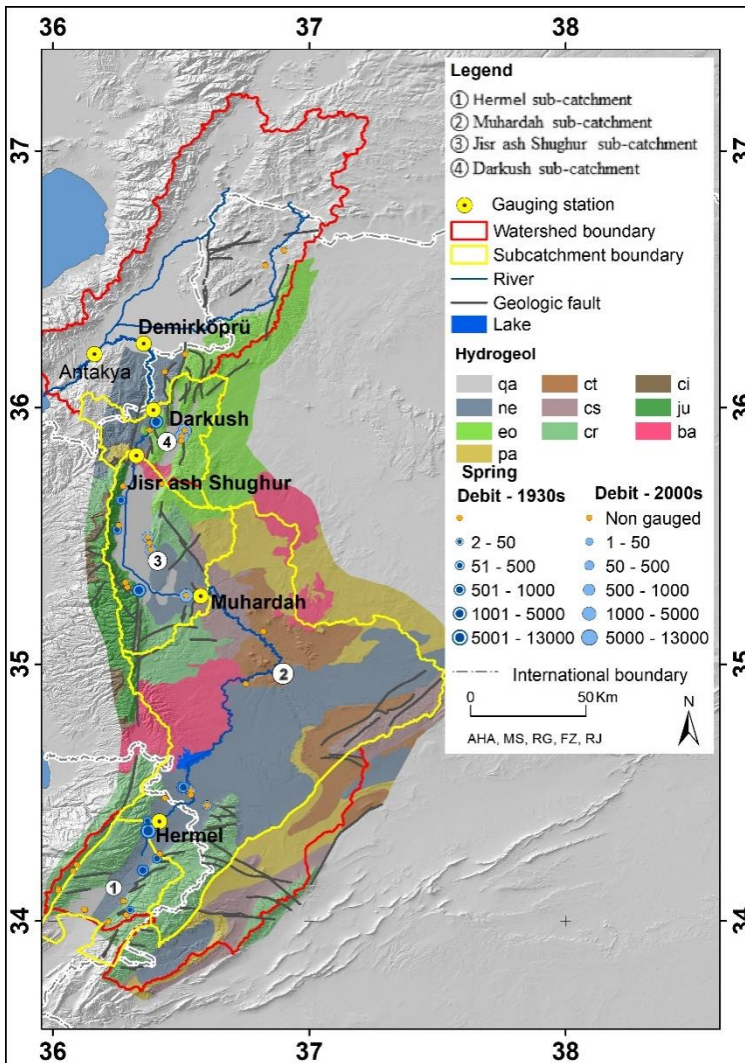 36
37
38
37
36
35
34
37
36
35
34
Demirköprü
Antakya
Darkush
4
Jisr ash Shughur
3
Muhardah
2
Hermel
1
Legend
1 Hermel sub-catchment
2 Muhardah sub-catchment
3 Jisr ash Shughur sub-catchment
4 Darkush sub-catchment
Gauging station
Watershed boundary
Subcatchment boundary
River
Geologic fault
Lake
Hydrogeol
qa ct ci
ne cs ju
eo cr ba
pa
Spring
Debit - 1930s Debit - 2000s
Non gauged
2 - 50 1 - 50
51 - 500 50 - 500
501 - 1000 500 - 1000
1001 - 5000 1000 - 5000
5001 - 13000 5000 - 13000
International boundary
0 50 Km
N
AHA, MS, RG, FZ, RJ
36
37
38